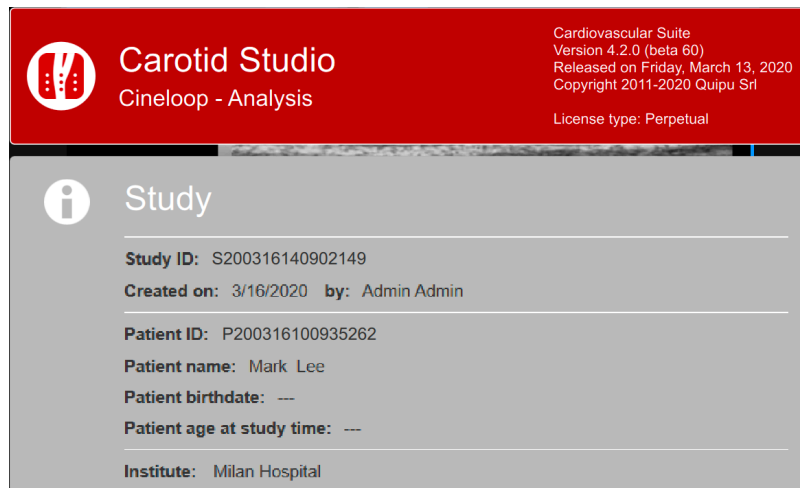 Carotid Studio
Cineloop - Analysis
Cardiovascular Suite
Version 4.2.0 (beta 60)
Released on Friday, March 13, 2020
Copyright 2011-2020 Quipu Srl
License type: Perpetual
Study
Study ID: S200316140902149
Created on: 3/16/2020 by: Admin Admin
Patient ID: P200316100935262
Patient name: Mark Lee
Patient birthdate: ---
Patient age at study time: ---
Institute: Milan Hospital